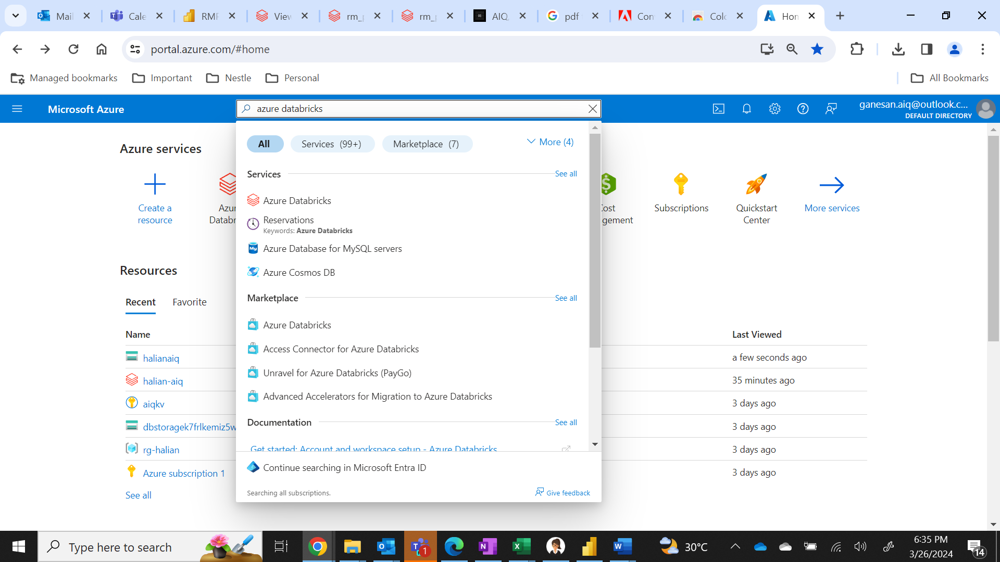 Mail
Cale
RMF
View
rm_p
rm_p
AIQ
pdf
Con
Colo
Hom
portal.azure.com/#home
Managed bookmarks
Important
Nestle
Personal
All Bookmarks
Microsoft Azure
azure databricks
ganesan.aiq@outlook.c...
DEFAULT DIRECTORY
All
Services (99+)
Marketplace (7)
More (4)
Azure services
Create a
resource
Azur
Databr
Services
See all
Azure Databricks
Reservations
Keywords: Azure Databricks
Azure Database for MySQL servers
Azure Cosmos DB
Cost
gement
Subscriptions
Quickstart
Center
More services
Marketplace
See all
Azure Databricks
Access Connector for Azure Databricks
Unravel for Azure Databricks (PayGo)
Advanced Accelerators for Migration to Azure Databricks
Documentation
See all
Get started: Account and workspace setup - Azure Databricks
Continue searching in Microsoft Entra ID
Searching all subscriptions.
Give feedback
Resources
Recent
Favorite
Name
Last Viewed
halianaiq
a few seconds ago
halian-aiq
35 minutes ago
aiqkv
3 days ago
dbstoragek7frlkemiz5w
3 days ago
rg-halian
3 days ago
Azure subscription 1
3 days ago
See all
Type here to search
1
30°C
6:35 PM
3/26/2024
14